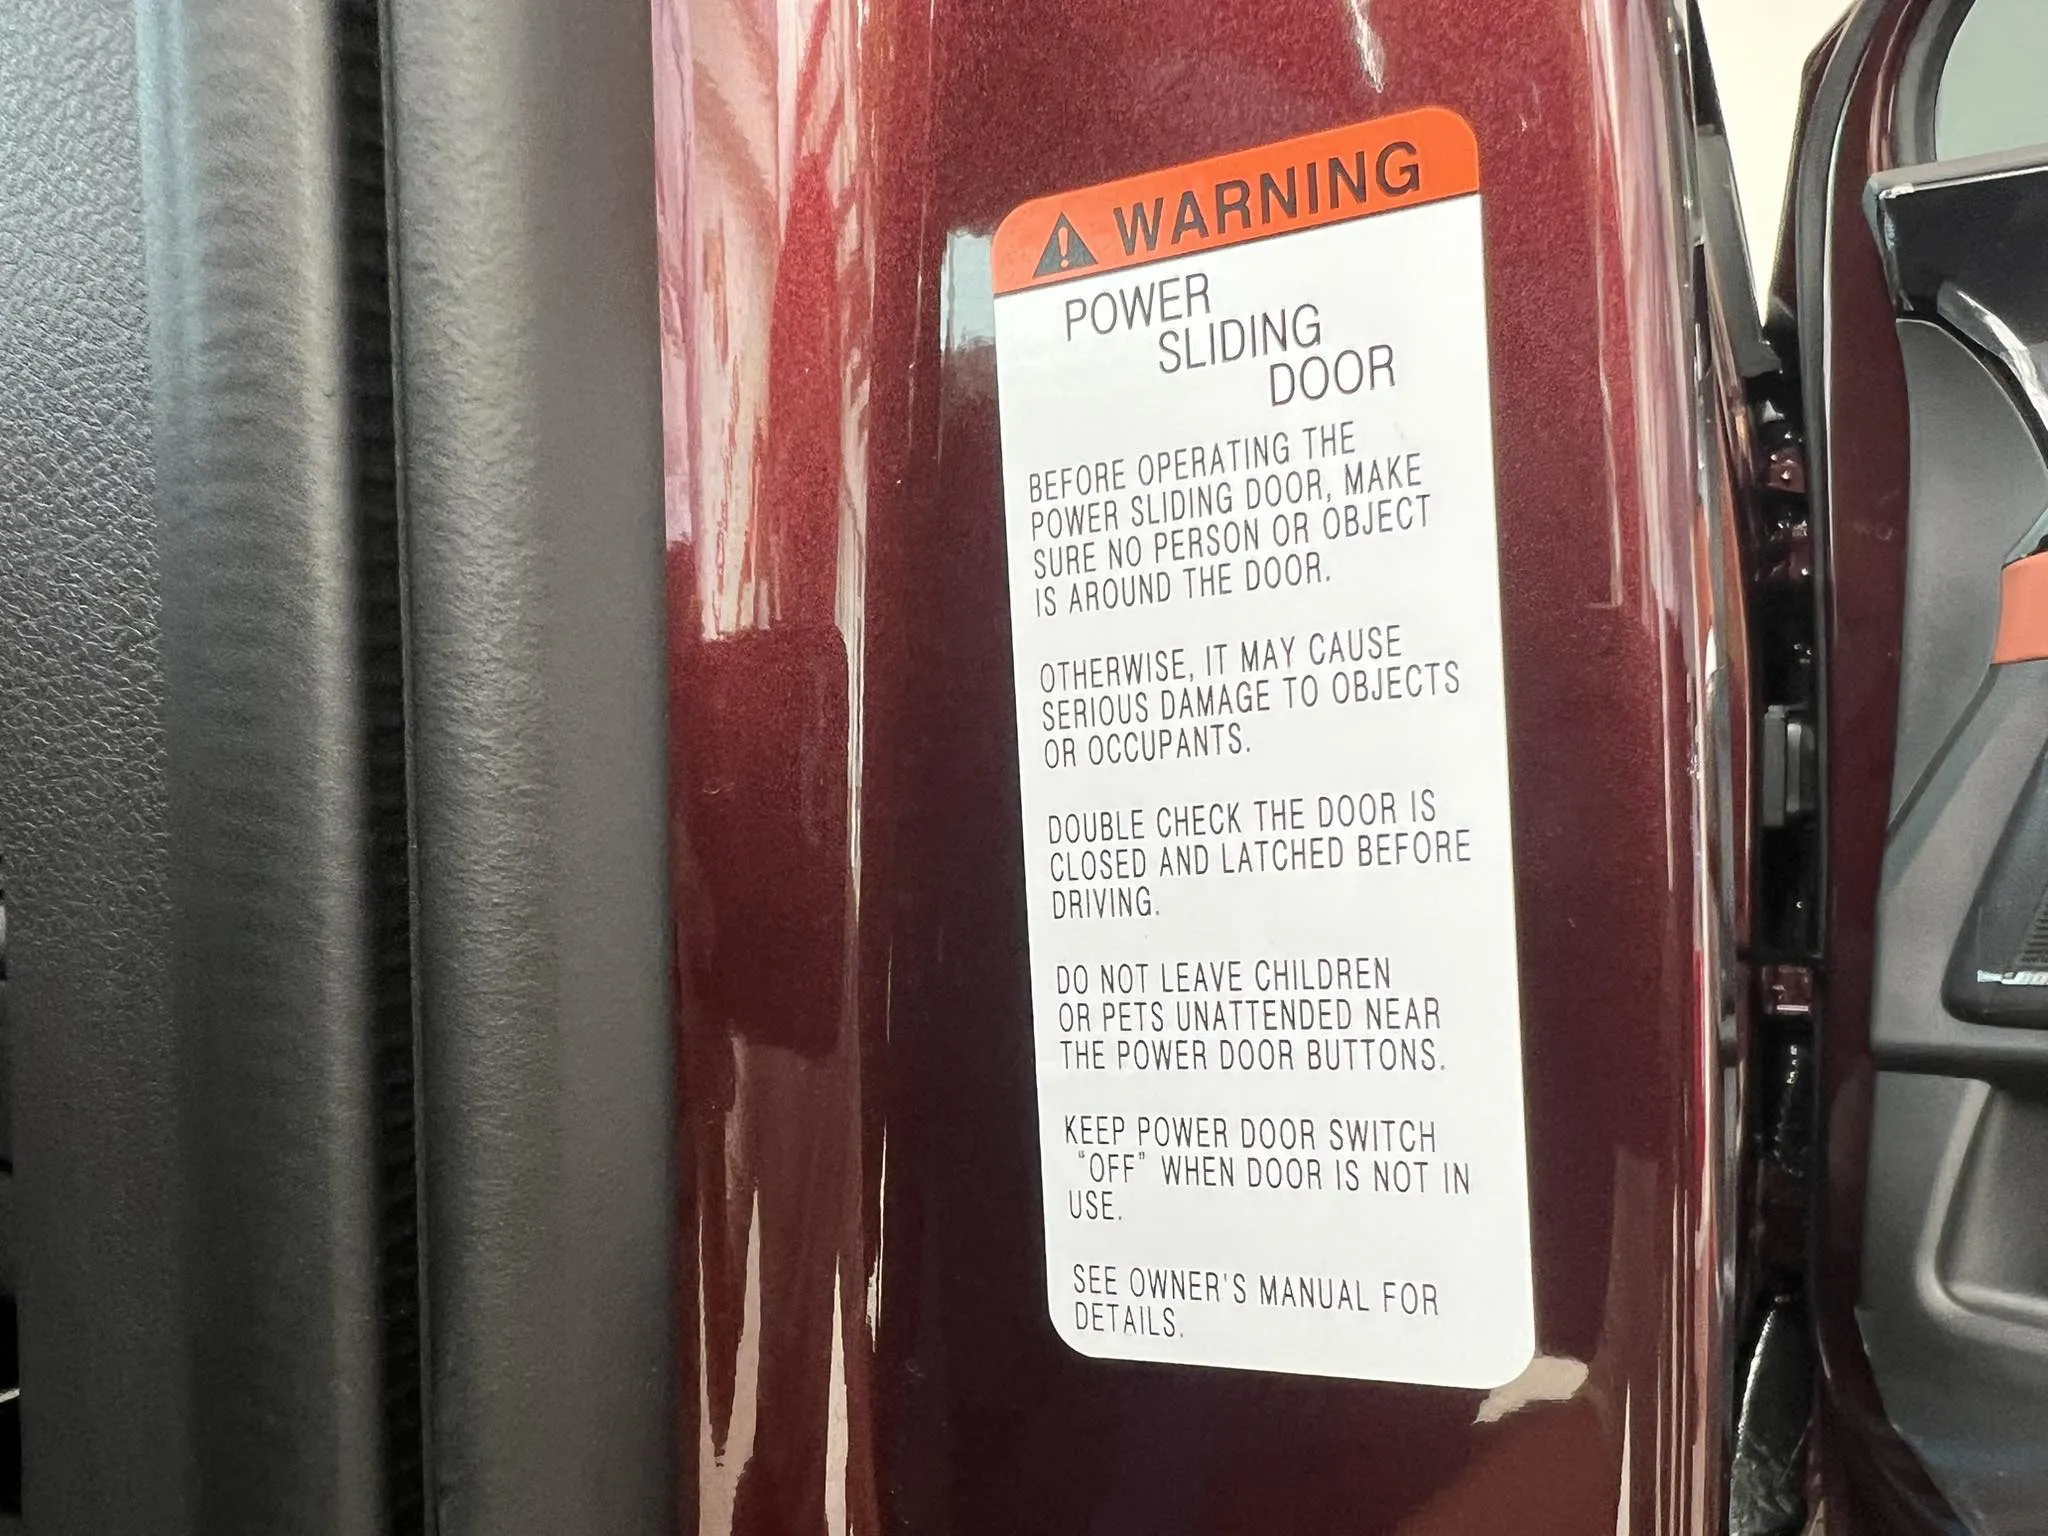 WARNING
POWER
SLIDING
DOOR
BEFORE OPERATING THE
POWER SLIDING DOOR, MAKE
SURE NO PERSON OR OBJECT
IS AROUND THE DOOR.
OTHERWISE, IT MAY CAUSE
SERIOUS DAMAGE TO OBJECTS
OR OCCUPANTS.
DOUBLE CHECK THE DOOR IS
CLOSED AND LATCHED BEFORE
DRIVING.
DO NOT LEAVE CHILDREN
OR PETS UNATTENDED NEAR
THE POWER DOOR BUTTONS.
KEEP POWER DOOR SWITCH
"OFF" WHEN DOOR IS NOT IN
USE.
SEE OWNER'S MANUAL FOR
DETAILS.